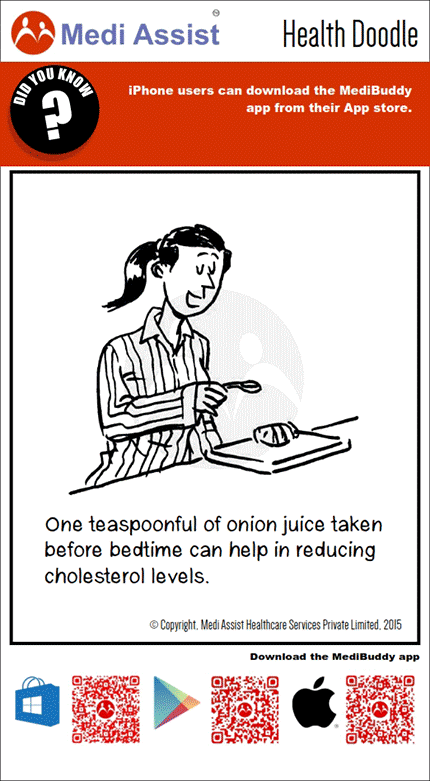 Medi Assist
Health Doodle
DID YOU KNOW
?
iPhone users can download the MediBuddy
app from their App store.
One teaspoonful of onion juice taken
before bedtime can help in reducing
cholesterol levels.
© Copyright. Medi Assist Healthcare Services Private Limited. 2015
Download the MediBuddy app